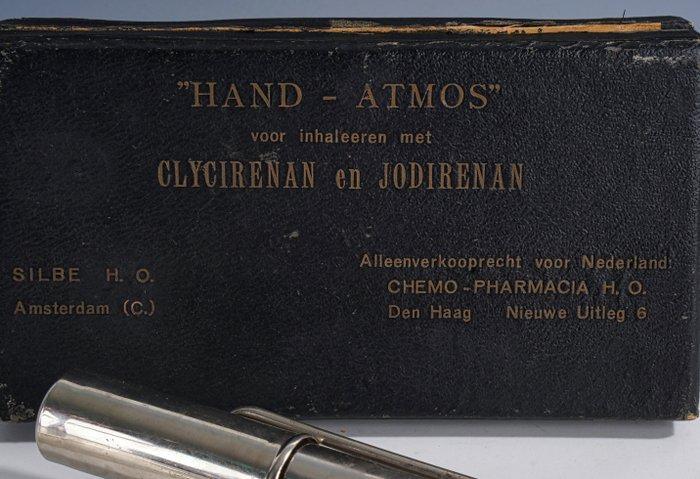 "HAND - ATMOS"
voor inhaleeren met
CLYCIRENAN en JODIRENAN
SILBE H. O.
Amsterdam (C.)
Alleenverkooprecht voor Nederland:
CHEMO - PHARMACIA H. O.
Den Haag Nieuwe Uitleg 6